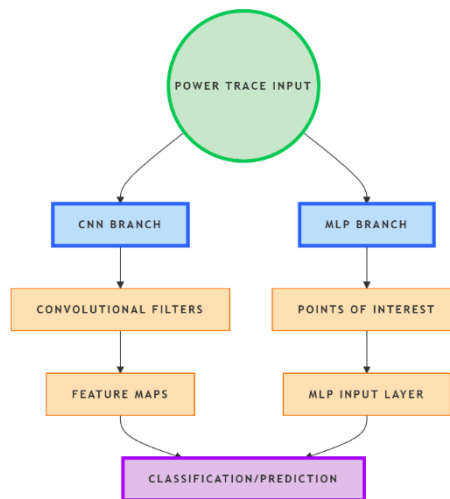 POWER TRACE INPUT
CNN BRANCH
MLP BRANCH
CONVOLUTIONAL FILTERS
POINTS OF INTEREST
FEATURE MAPS
MLP INPUT LAYER
CLASSIFICATION/PREDICTION